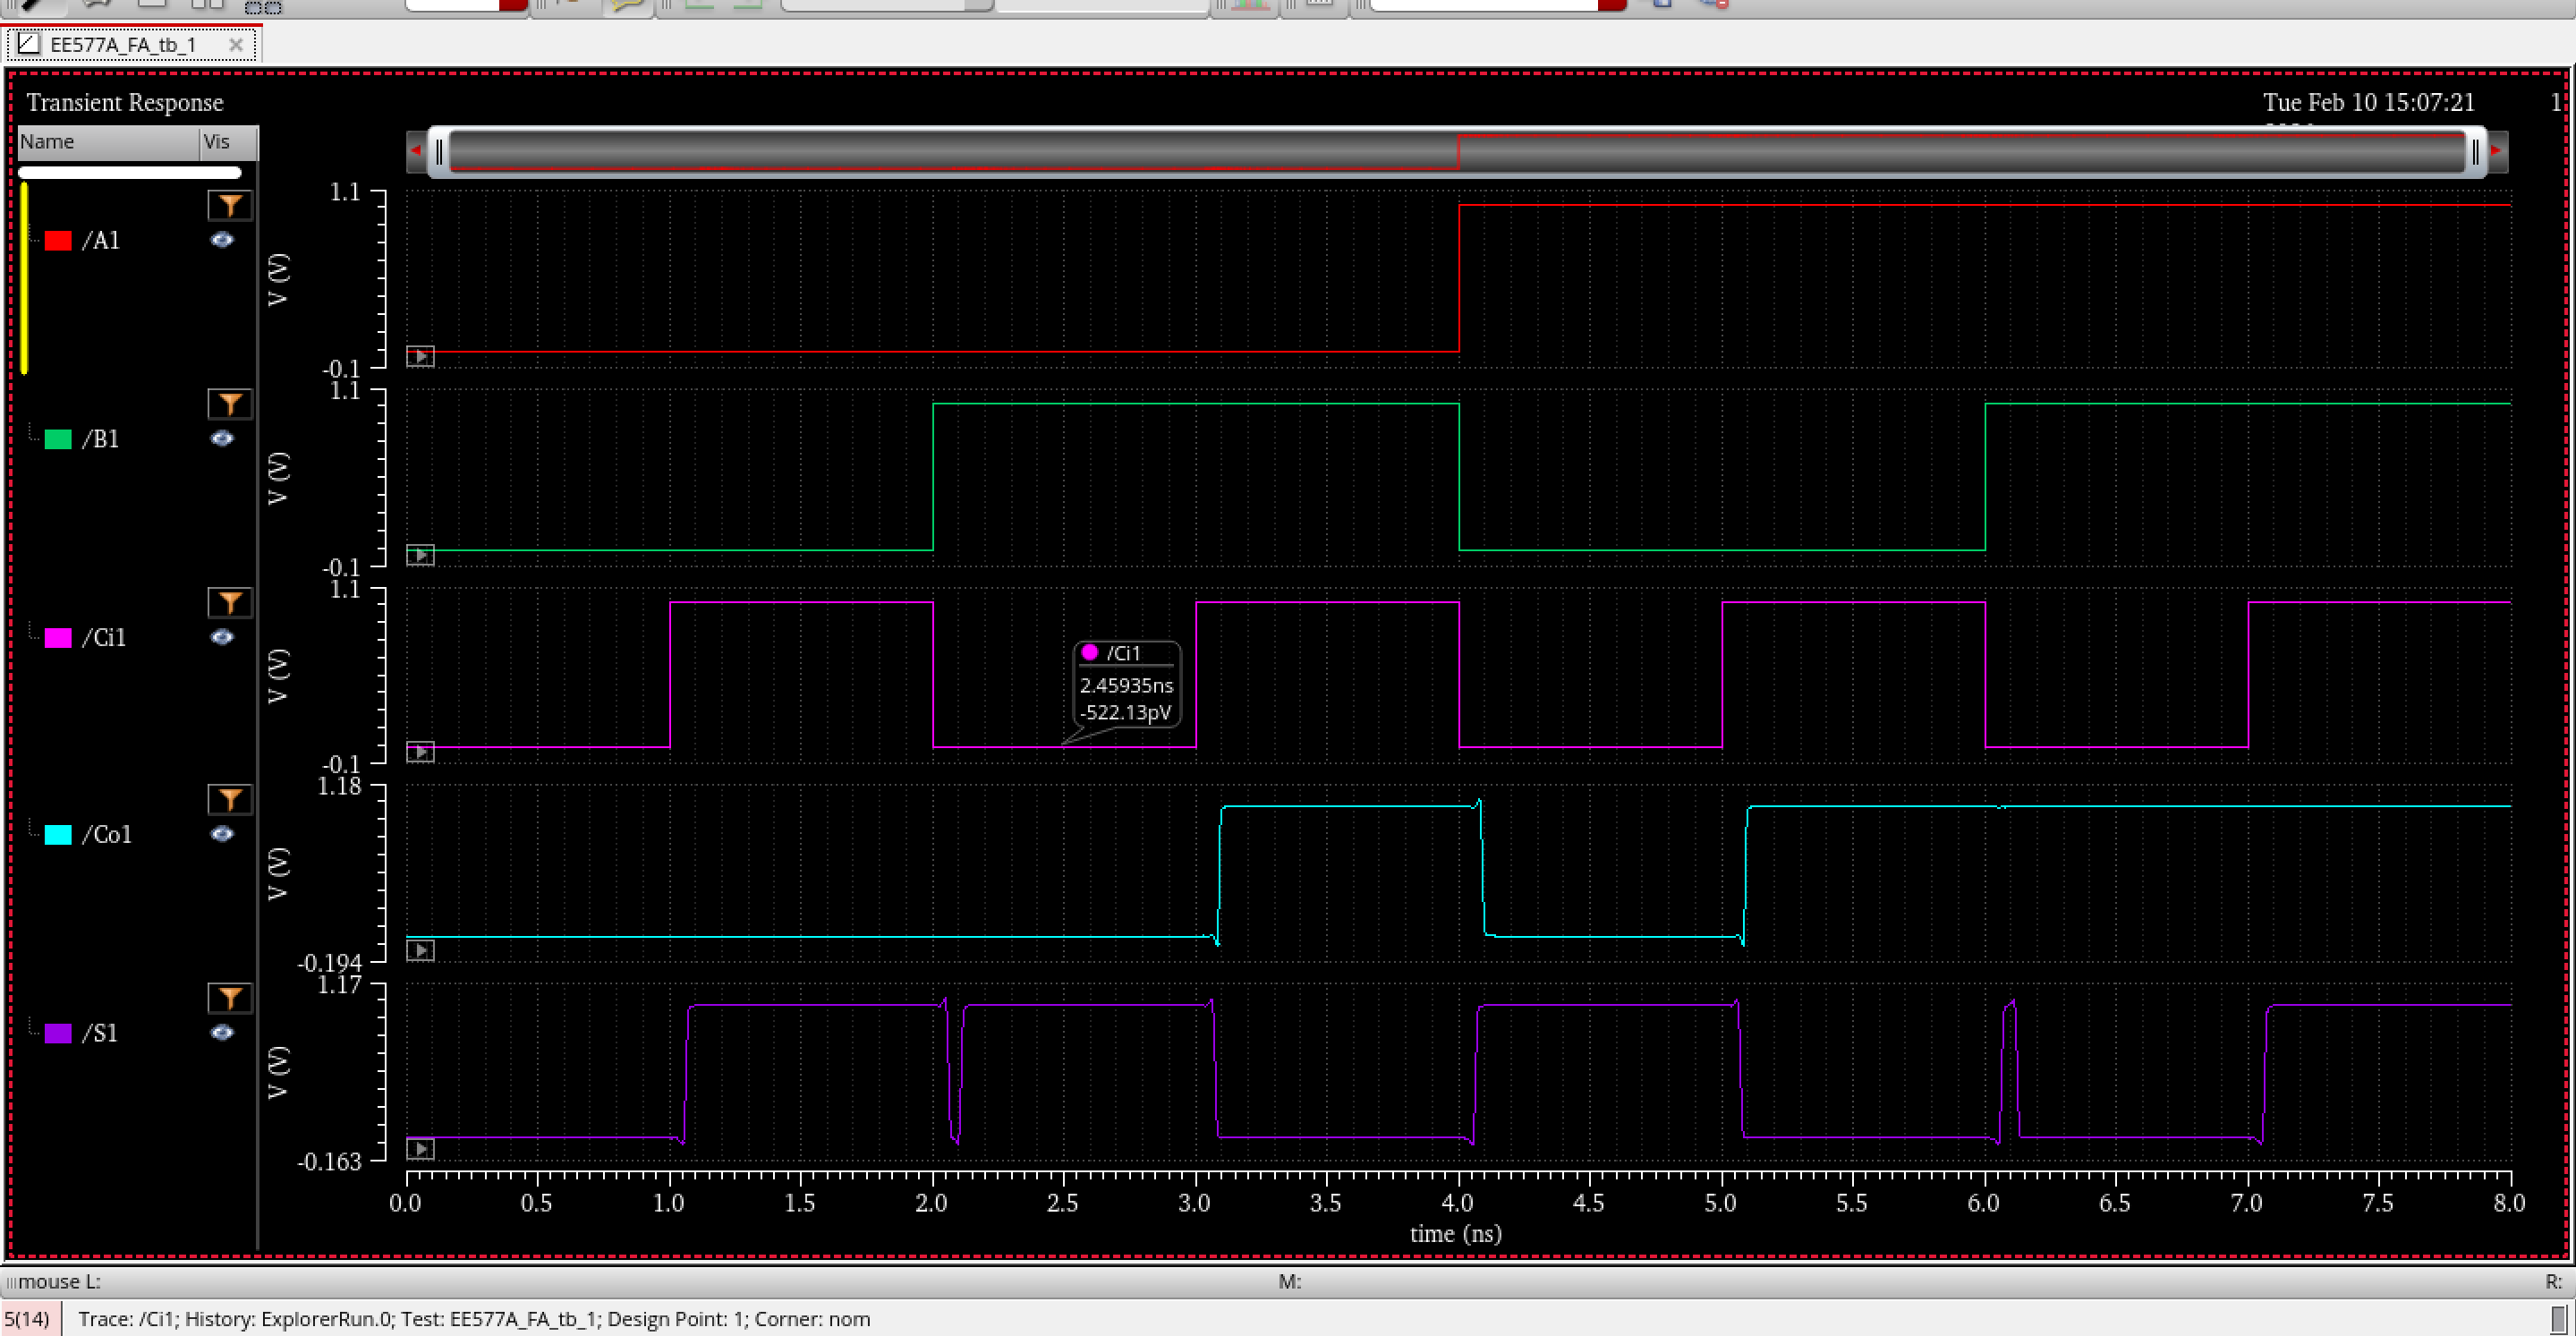 EE577A_FA_tb_1
Transient Response
Tue Feb 10 15:07:21
1
Name Vis
/A1
V (V)
1.1
-0.1
/B1
V (V)
1.1
-0.1
/Ci1
V (V)
1.1
-0.1
/Ci1
2.45935ns
-522.13pV
/Co1
V (V)
1.18
-0.194
/S1
V (V)
1.17
-0.163
0.0 0.5 1.0 1.5 2.0 2.5 3.0 3.5 4.0 4.5 5.0 5.5 6.0 6.5 7.0 7.5 8.0
time (ns)
mouse L: M: R:
5(14) Trace: /Ci1; History: ExplorerRun.0; Test: EE577A_FA_tb_1; Design Point: 1; Corner: nom